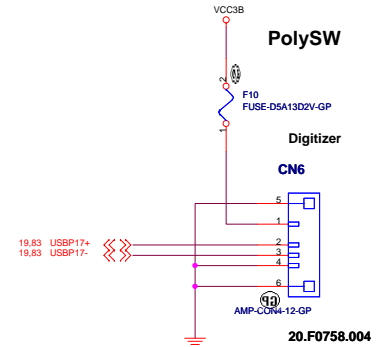 VCC3B
PolySW
2
F10
FUSE-D5A13D2V-GP
1
Digitizer
CN6
5
1
19,83 USBP17+ 2
19,83 USBP17- 3
4
6
GP
AMP-CON4-12-GP
20.F0758.004